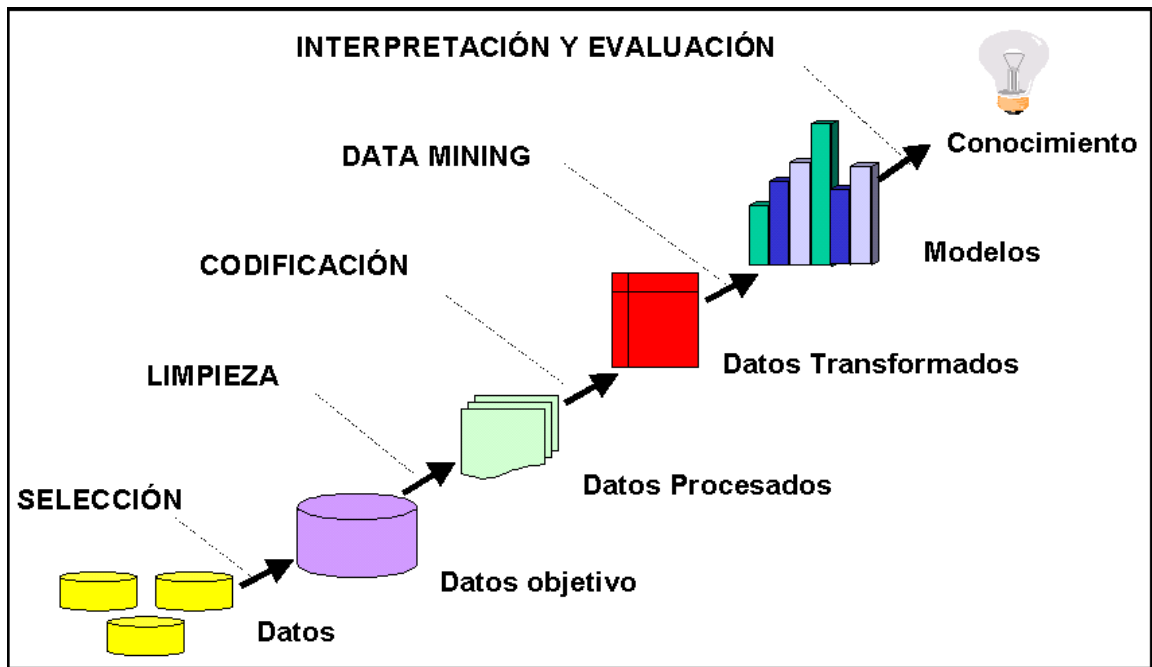 INTERPRETACIÓN Y EVALUACIÓN
Conocimiento
DATA MINING
Modelos
CODIFICACIÓN
Datos Transformados
LIMPIEZA
Datos Procesados
SELECCIÓN
Datos objetivo
Datos